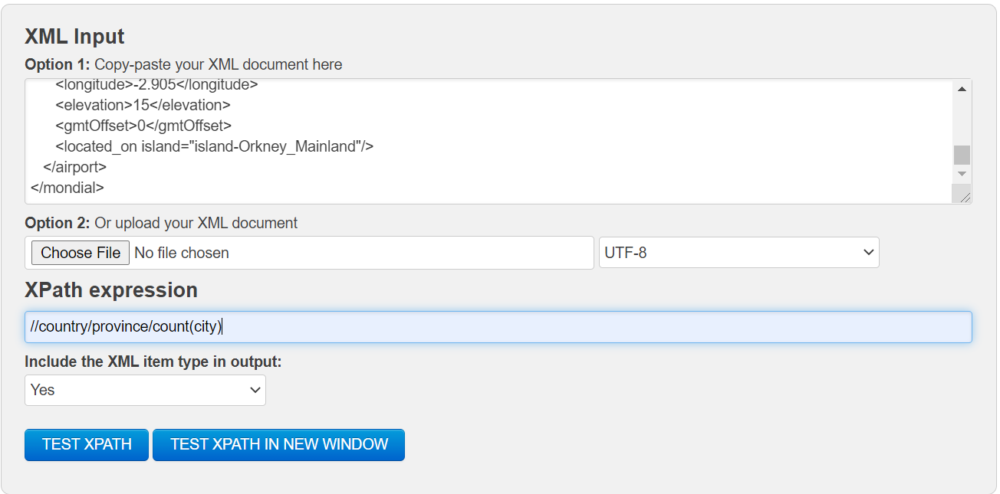 XML Input
Option 1: Copy-paste your XML document here
<longitude>-2.905</longitude>
<elevation>15</elevation>
<gmtOffset>0</gmtOffset>
<located_on island="island-Orkney_Mainland"/>
</airport>
</mondial>
Option 2: Or upload your XML document
Choose File No file chosen UTF-8
XPath expression
//country/province/count(city)
Include the XML item type in output:
Yes
TEST XPATH TEST XPATH IN NEW WINDOW